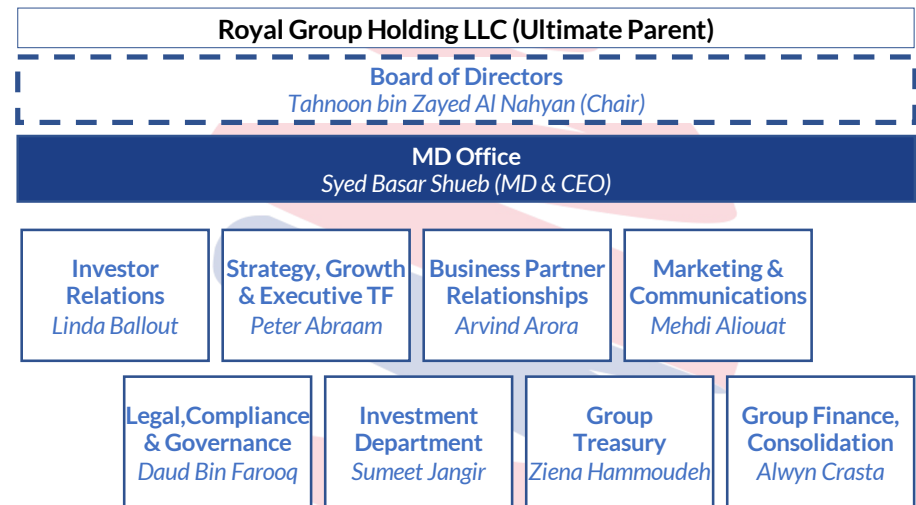 Royal Group Holding LLC (Ultimate Parent)
Board of Directors
Tahnoon bin Zayed Al Nahyan (Chair)
MD Office
Syed Basar Shueb (MD & CEO)
Investor
Relations
Linda Ballout
Strategy, Growth
& Executive TF
Peter Abraam
Business Partner
Relationships
Arvind Arora
Marketing &
Communications
Mehdi Aliouat
Legal,Compliance
& Governance
Daud Bin Farooq
Investment
Department
Sumeet Jangir
Group
Treasury
Ziena Hammoudeh
Group Finance,
Consolidation
Alwyn Crasta